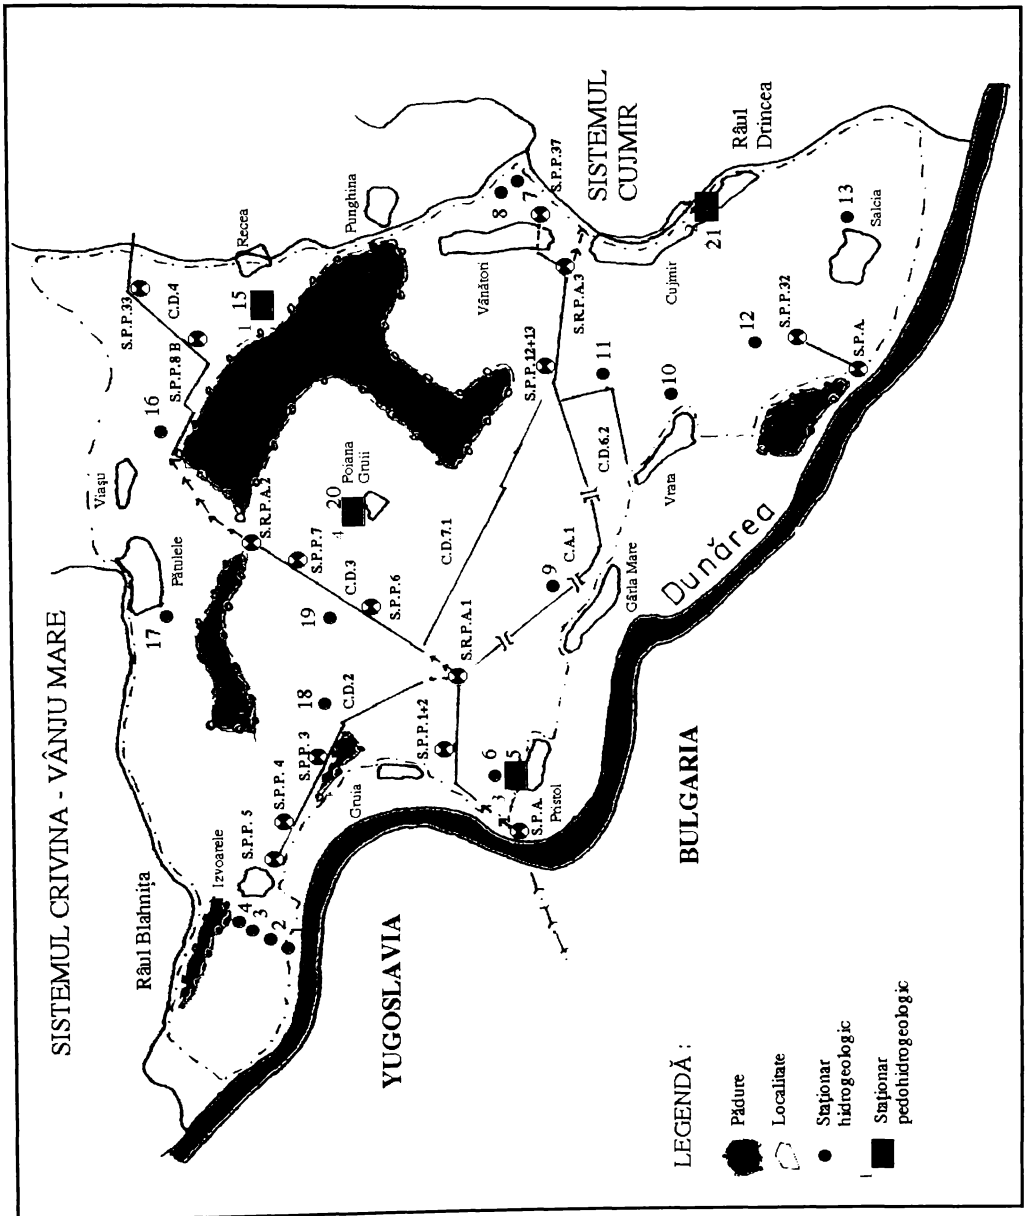 SISTEMUL CRIVINA - VÂNJU MARE
Râul Blahnița
Izvoarele
4
3
2
S.P.P. 5
S.P.P. 4
S.P.P. 3
Gruia
18
C.D.2
17
Pătulele
Viașu
16
S.R.P.A.2
S.P.P.7
C.D.3
19
S.P.P.6
20
4
Poiana
Gruii
S.P.P.33
C.D.4
S.P.P.8 B
15
1
Recea
Punghina
Vânători
8
7
S.P.P.37
SISTEMUL
CUJMIR
S.R.P.A.3
S.P.P.12+13
C.D.7.1
11
C.D.6.2
10
Vrata
C.A.1
9
Gârla Mare
S.R.P.A.1
S.P.P.1+2
6
5
3
S.P.A.
Pristol
Cujmir
21
Râul
Drincea
13
Salcia
12
S.P.P.32
S.P.A.
Dunărea
YUGOSLAVIA
BULGARIA
LEGENDĂ :
Pădure
Localitate
Staționar
hidrogeologic
1
Staționar
pedohidrogeologic